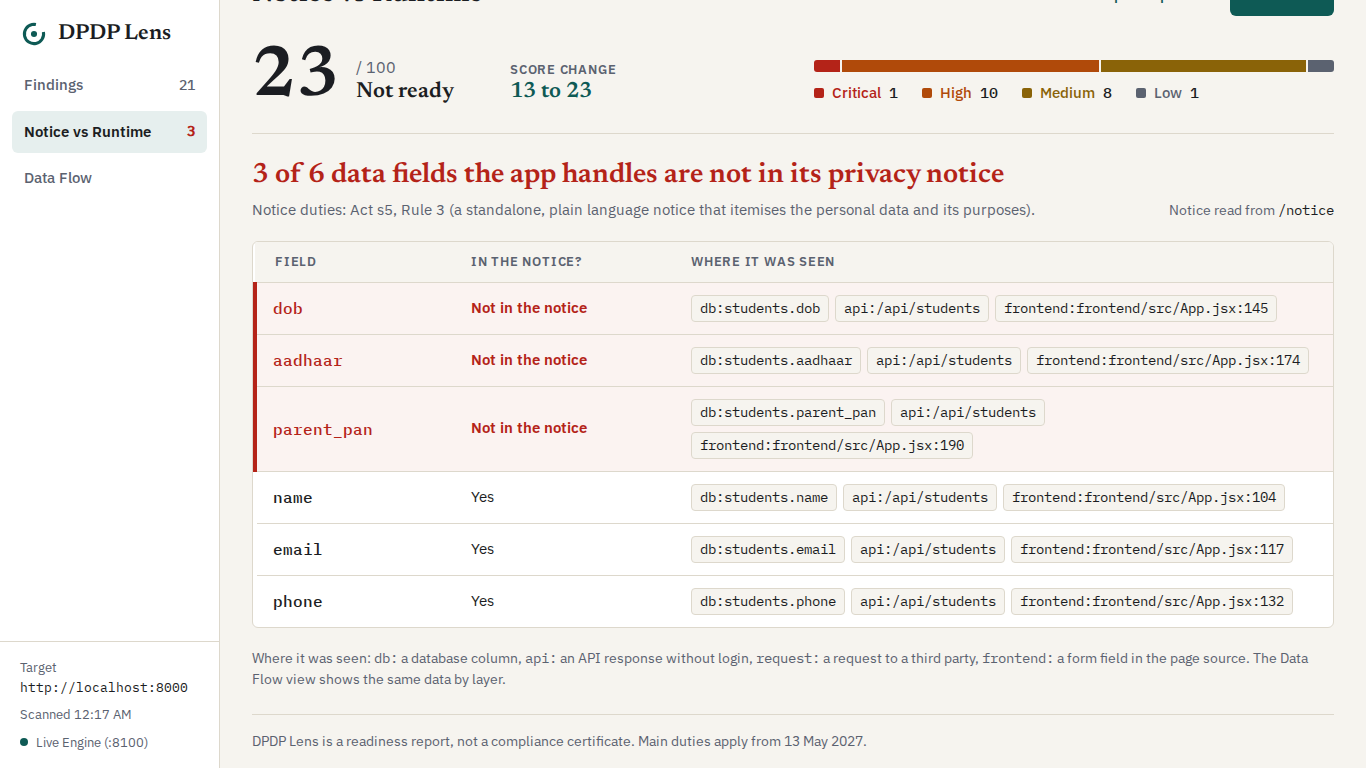 DPDP Lens
Findings 21
Notice vs Runtime 3
Data Flow
Target
http://localhost:8000
Scanned 12:17 AM
Live Engine (:8100)
23 / 100
Not ready
SCORE CHANGE
13 to 23
Critical 1 High 10 Medium 8 Low 1
3 of 6 data fields the app handles are not in its privacy notice
Notice duties: Act s5, Rule 3 (a standalone, plain language notice that itemises the personal data and its purposes). Notice read from /notice
FIELD IN THE NOTICE? WHERE IT WAS SEEN
dob Not in the notice db:students.dob api:/api/students frontend:frontend/src/App.jsx:145
aadhaar Not in the notice db:students.aadhaar api:/api/students frontend:frontend/src/App.jsx:174
parent_pan Not in the notice db:students.parent_pan api:/api/students
frontend:frontend/src/App.jsx:190
name Yes db:students.name api:/api/students frontend:frontend/src/App.jsx:104
email Yes db:students.email api:/api/students frontend:frontend/src/App.jsx:117
phone Yes db:students.phone api:/api/students frontend:frontend/src/App.jsx:132
Where it was seen: db: a database column, api: an API response without login, request: a request to a third party, frontend: a form field in the page source. The Data
Flow view shows the same data by layer.
DPDP Lens is a readiness report, not a compliance certificate. Main duties apply from 13 May 2027.